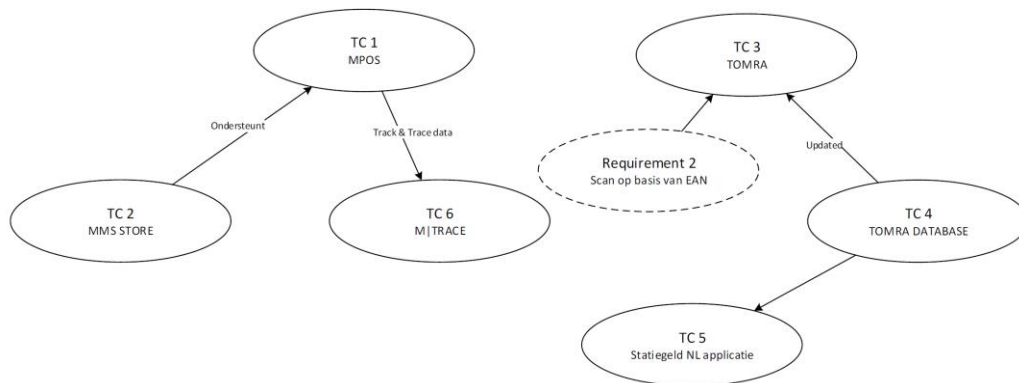 TC 1
MPOS
TC 3
TOMRA
Ondersteunt
Track & Trace data
Updated
Requirement 2
Scan op basis van EAN
TC 2
MMS STORE
TC 6
M|TRACE
TC 4
TOMRA DATABASE
TC 5
Statiegeld NL applicatie